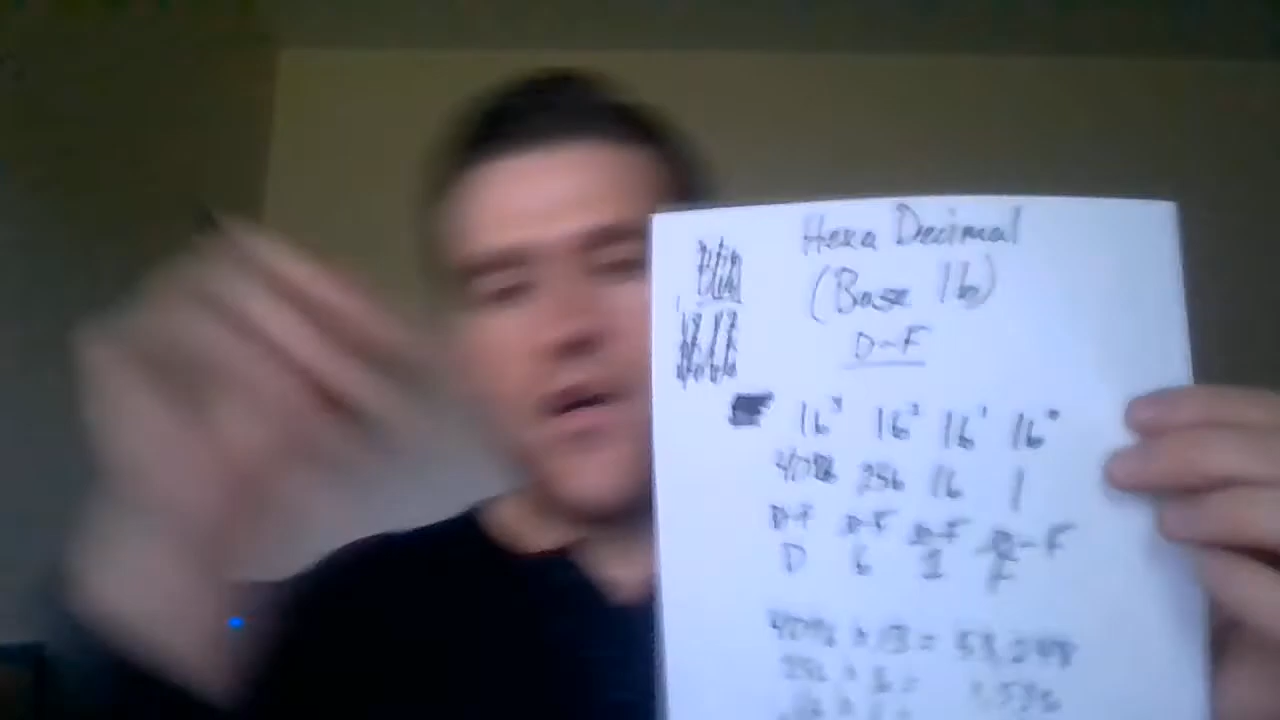 Hexa Decimal
(Base 16)
0-F
16³ 16² 16¹ 16⁰
4096 256 16 1
0-F 0-F 0-F 0-F
D 6 1 F
4096 × 13 = 53,248
256 × 6 = 1,536